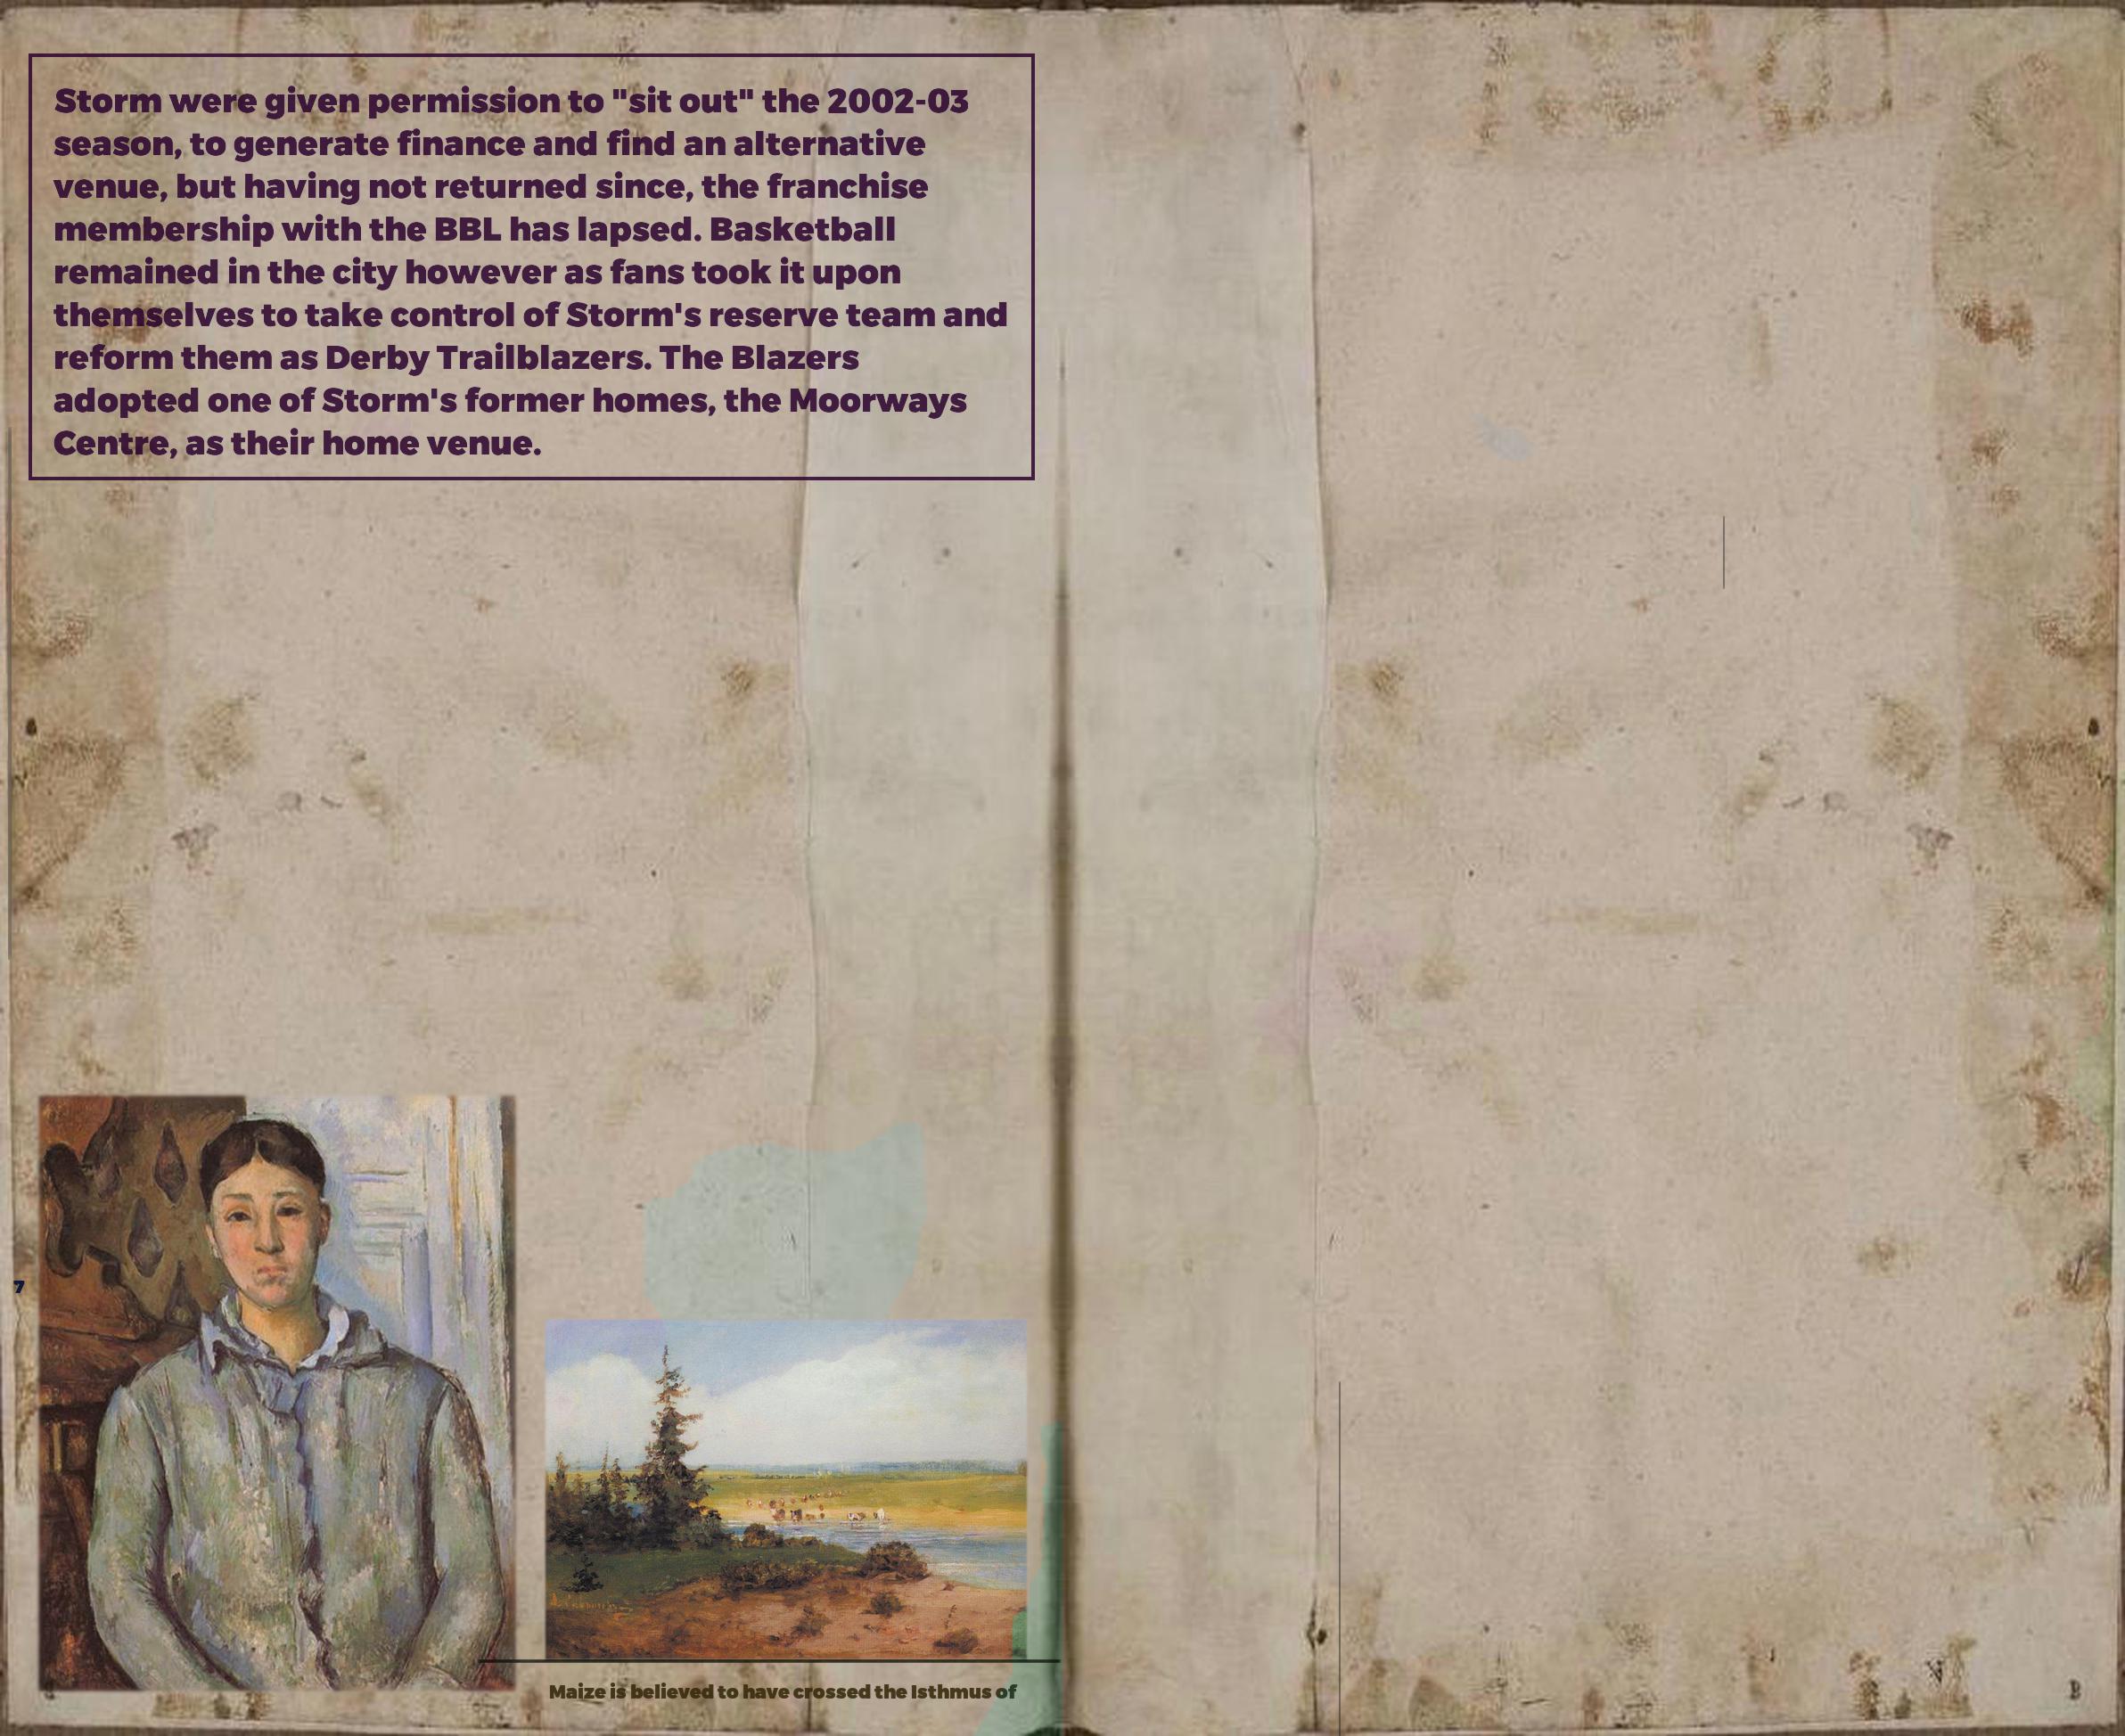 Storm were given permission to "sit out" the 2002-03
season, to generate finance and find an alternative
venue, but having not returned since, the franchise
membership with the BBL has lapsed. Basketball
remained in the city however as fans took it upon
themselves to take control of Storm's reserve team and
reform them as Derby Trailblazers. The Blazers
adopted one of Storm's former homes, the Moorways
Centre, as their home venue.
7
Maize is believed to have crossed the Isthmus of